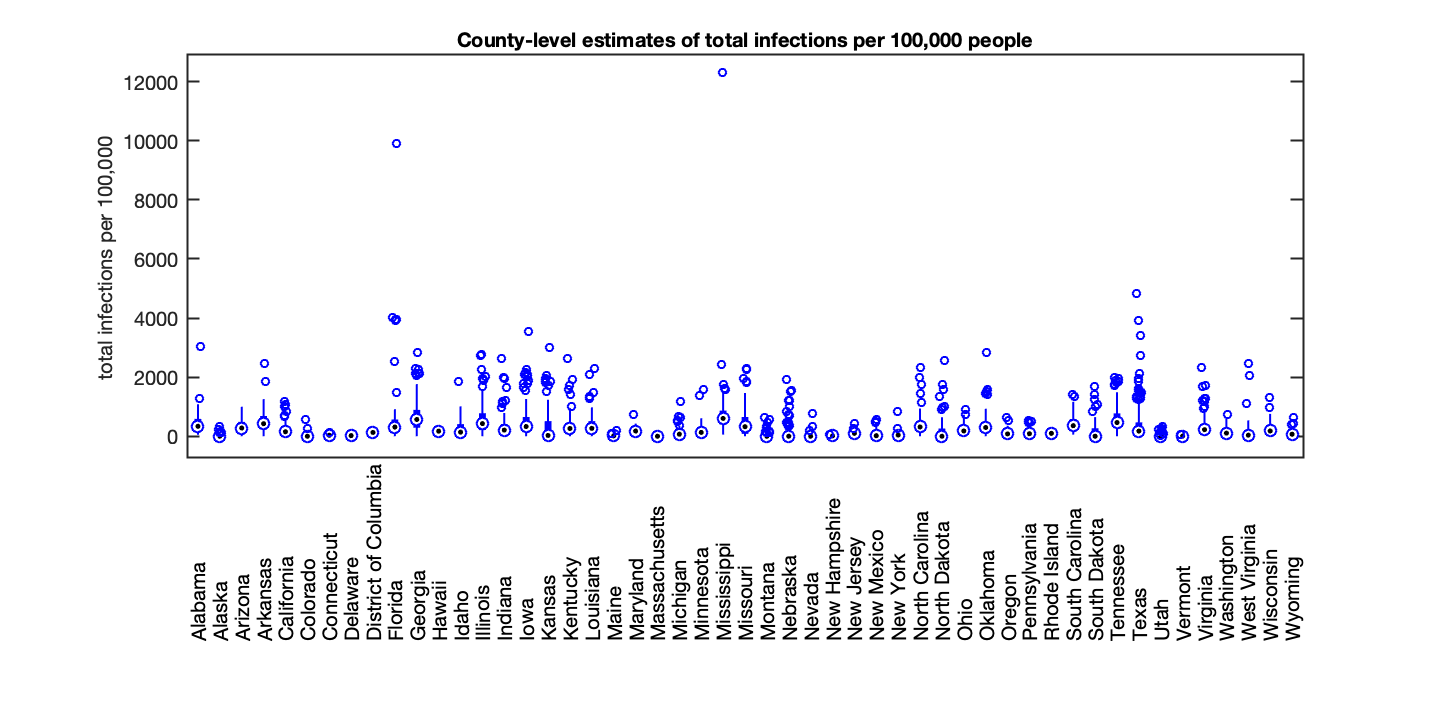 County-level estimates of total infections per 100,000 people
total infections per 100,000
12000
10000
8000
6000
4000
2000
0
Alabama
Alaska
Arizona
Arkansas
California
Colorado
Connecticut
Delaware
District of Columbia
Florida
Georgia
Hawaii
Idaho
Illinois
Indiana
Iowa
Kansas
Kentucky
Louisiana
Maine
Maryland
Massachusetts
Michigan
Minnesota
Mississippi
Missouri
Montana
Nebraska
Nevada
New Hampshire
New Jersey
New Mexico
New York
North Carolina
North Dakota
Ohio
Oklahoma
Oregon
Pennsylvania
Rhode Island
South Carolina
South Dakota
Tennessee
Texas
Utah
Vermont
Virginia
Washington
West Virginia
Wisconsin
Wyoming